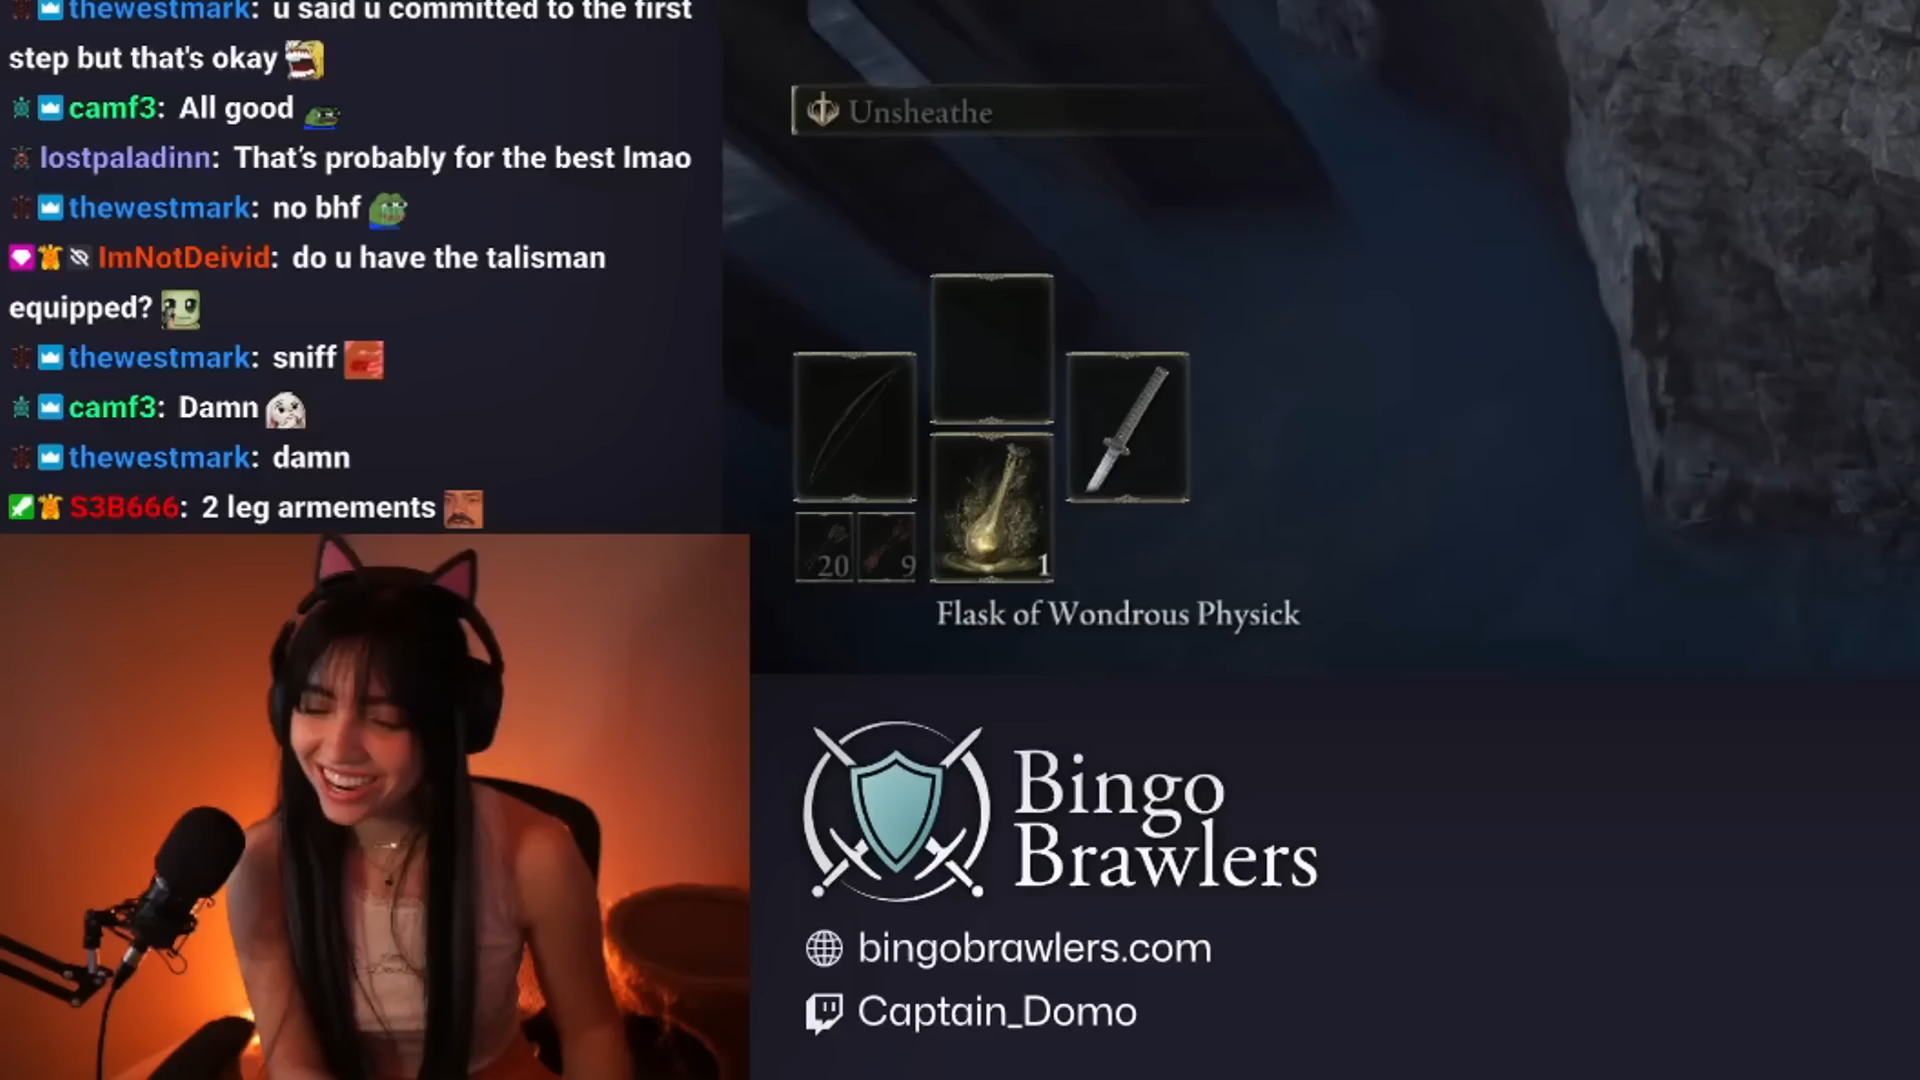 thewestmark: u said u committed to the first
step but that's okay
camf3: All good
lostpaladinn: That's probably for the best lmao
thewestmark: no bhf
ImNotDeivid: do u have the talisman
equipped?
thewestmark: sniff
camf3: Damn
thewestmark: damn
S3B666: 2 leg armements
Unsheathe
20
9
1
Flask of Wondrous Physick
Bingo
Brawlers
bingobrawlers.com
Captain_Domo